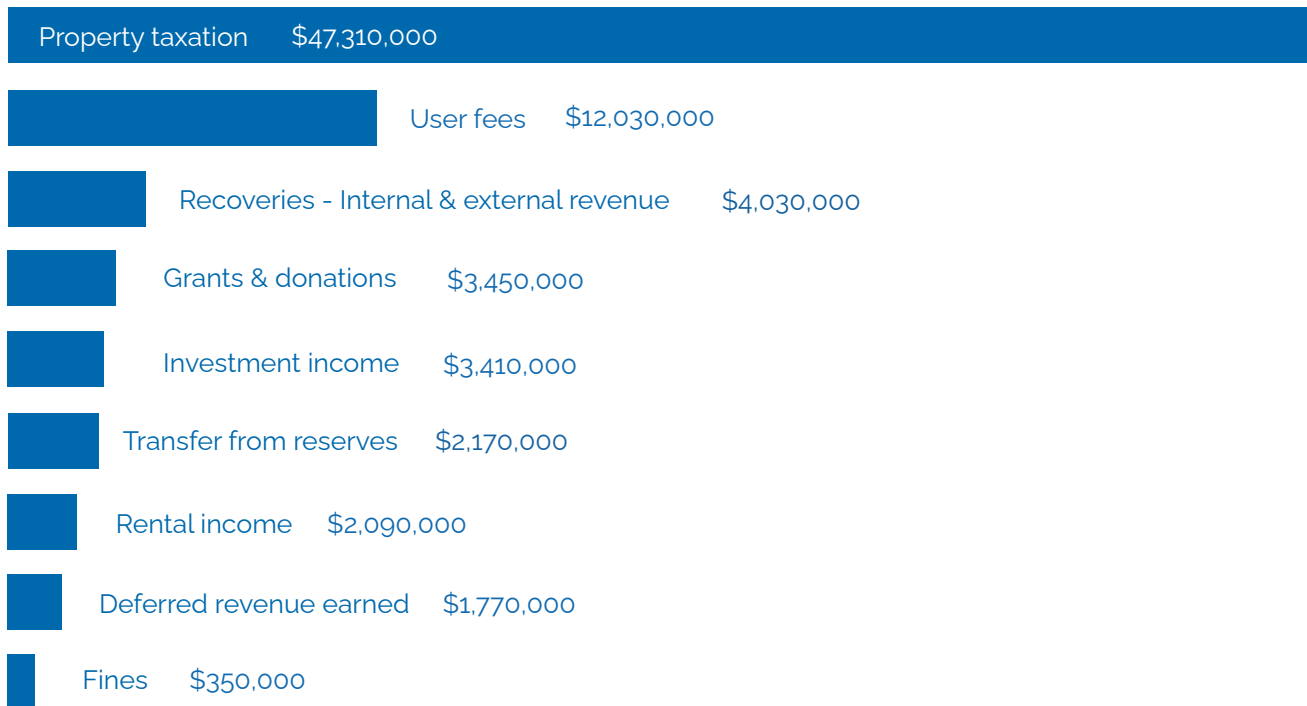 Property taxation $47,310,000
User fees $12,030,000
Recoveries - Internal & external revenue $4,030,000
Grants & donations $3,450,000
Investment income $3,410,000
Transfer from reserves $2,170,000
Rental income $2,090,000
Deferred revenue earned $1,770,000
Fines $350,000